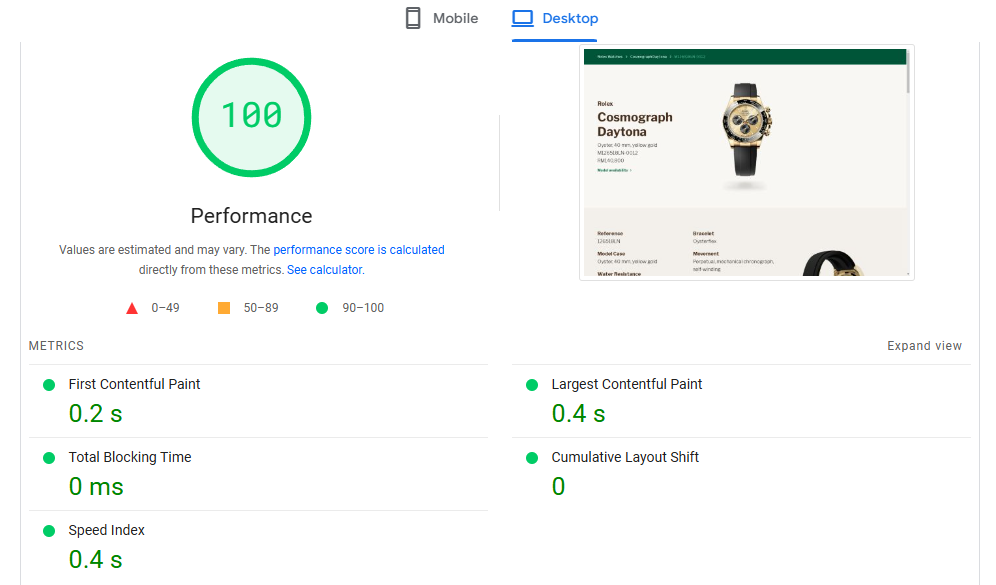 Mobile
Desktop
100
Performance
Values are estimated and may vary. The performance score is calculated
directly from these metrics. See calculator.
0–49
50–89
90–100
Rolex
Cosmograph
Daytona
Oyster, 40 mm, yellow gold
M126518LN-0012
RM140,800
Model availability
Reference
126518LN
Model Case
Oyster, 40 mm, yellow gold
Water Resistance
Bracelet
Oysterflex
Movement
Perpetual, mechanical chronograph,
self-winding
METRICS
Expand view
First Contentful Paint
0.2 s
Largest Contentful Paint
0.4 s
Total Blocking Time
0 ms
Cumulative Layout Shift
0
Speed Index
0.4 s